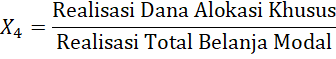 X₄ = Realisasi Dana Alokasi Khusus
Realisasi Total Belanja Modal